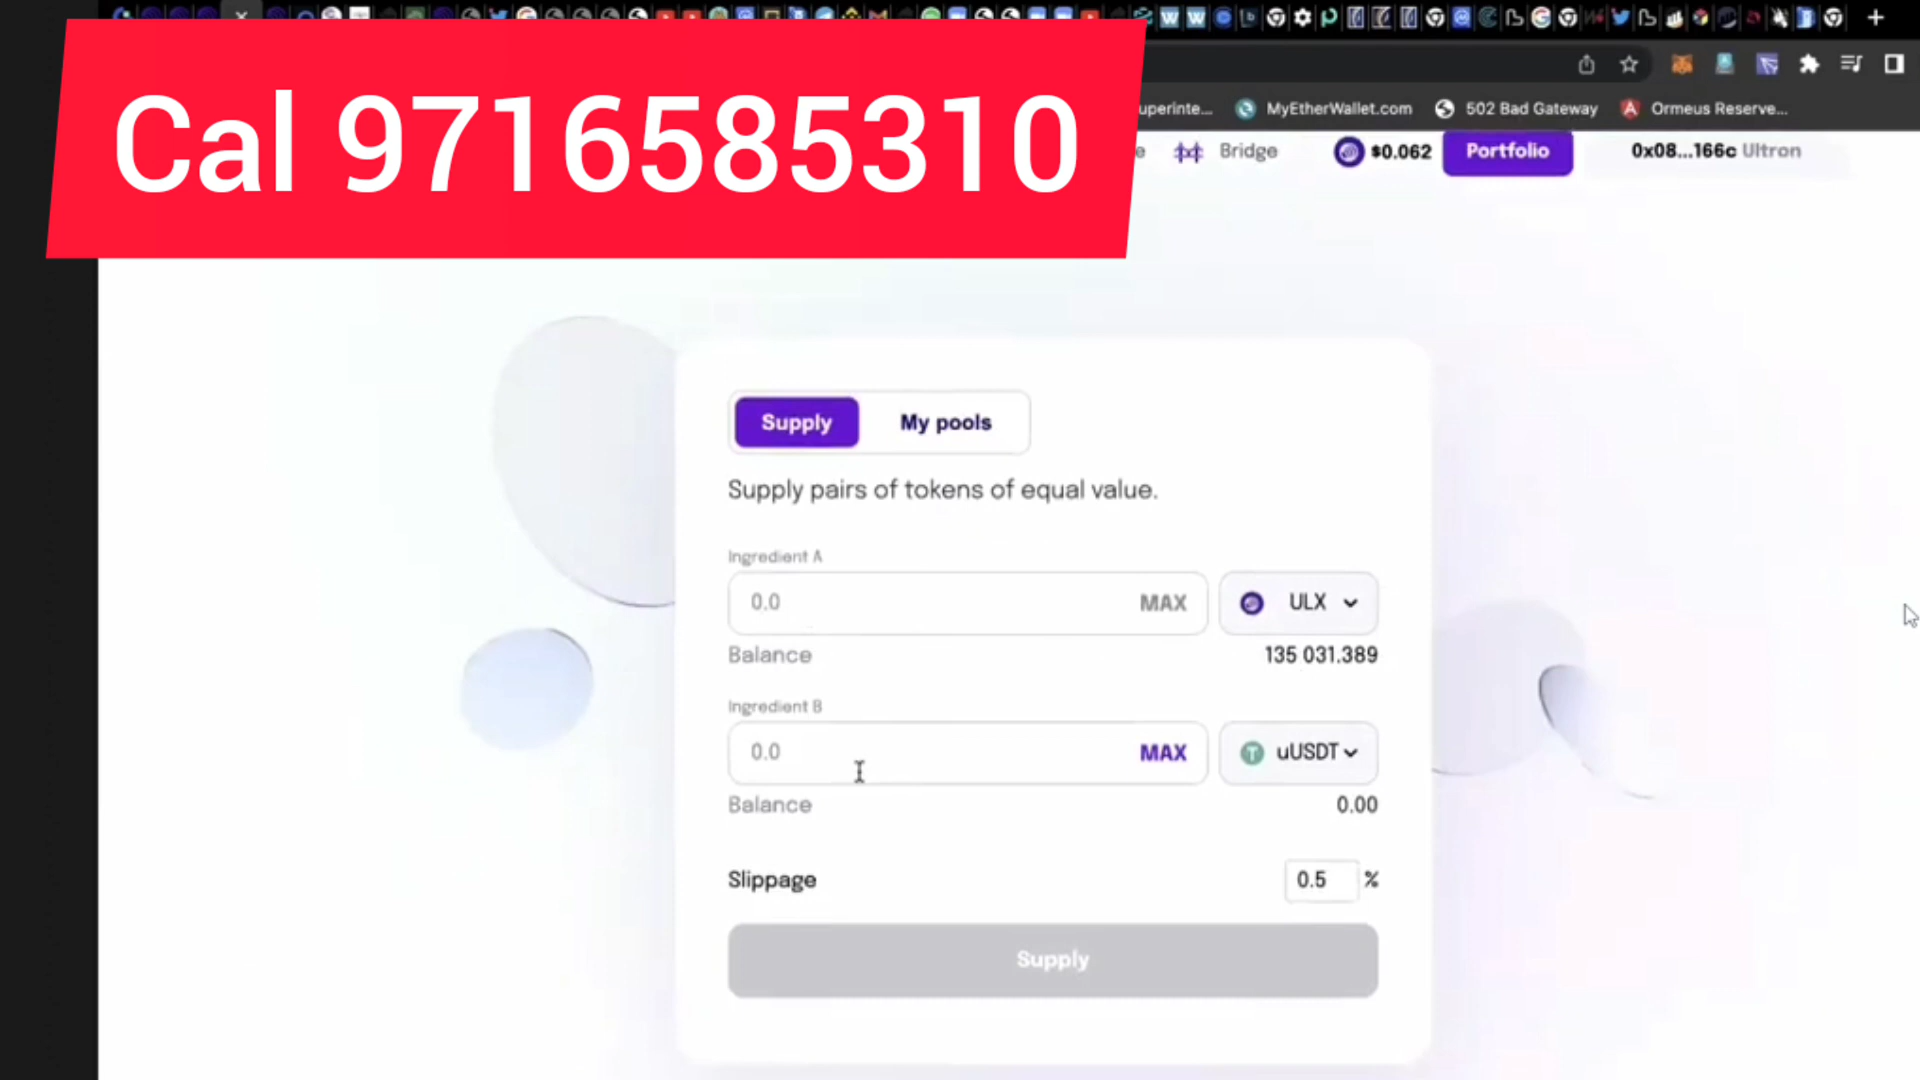 Cal 9716585310
uperinte...
MyEtherWallet.com
502 Bad Gateway
Ormeus Reserve...
e
Bridge
$0.062
Portfolio
0x08...166c Ultron
Supply
My pools
Supply pairs of tokens of equal value.
Ingredient A
0.0
MAX
ULX
Balance
135 031.389
Ingredient B
0.0
MAX
uUSDT
Balance
0.00
Slippage
0.5 %
Supply